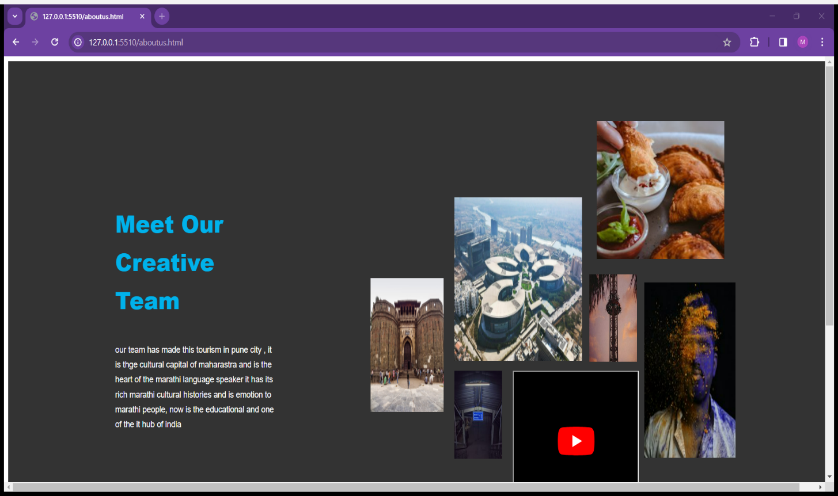 127.0.0.1:5510/aboutus.html
127.0.0.1:5510/aboutus.html
M
Meet Our
Creative
Team
our team has made this tourism in pune city , it
is thge cultural capital of maharastra and is the
heart of the marathi language speaker it has its
rich marathi cultural histories and is emotion to
marathi people, now is the educational and one
of the it hub of india